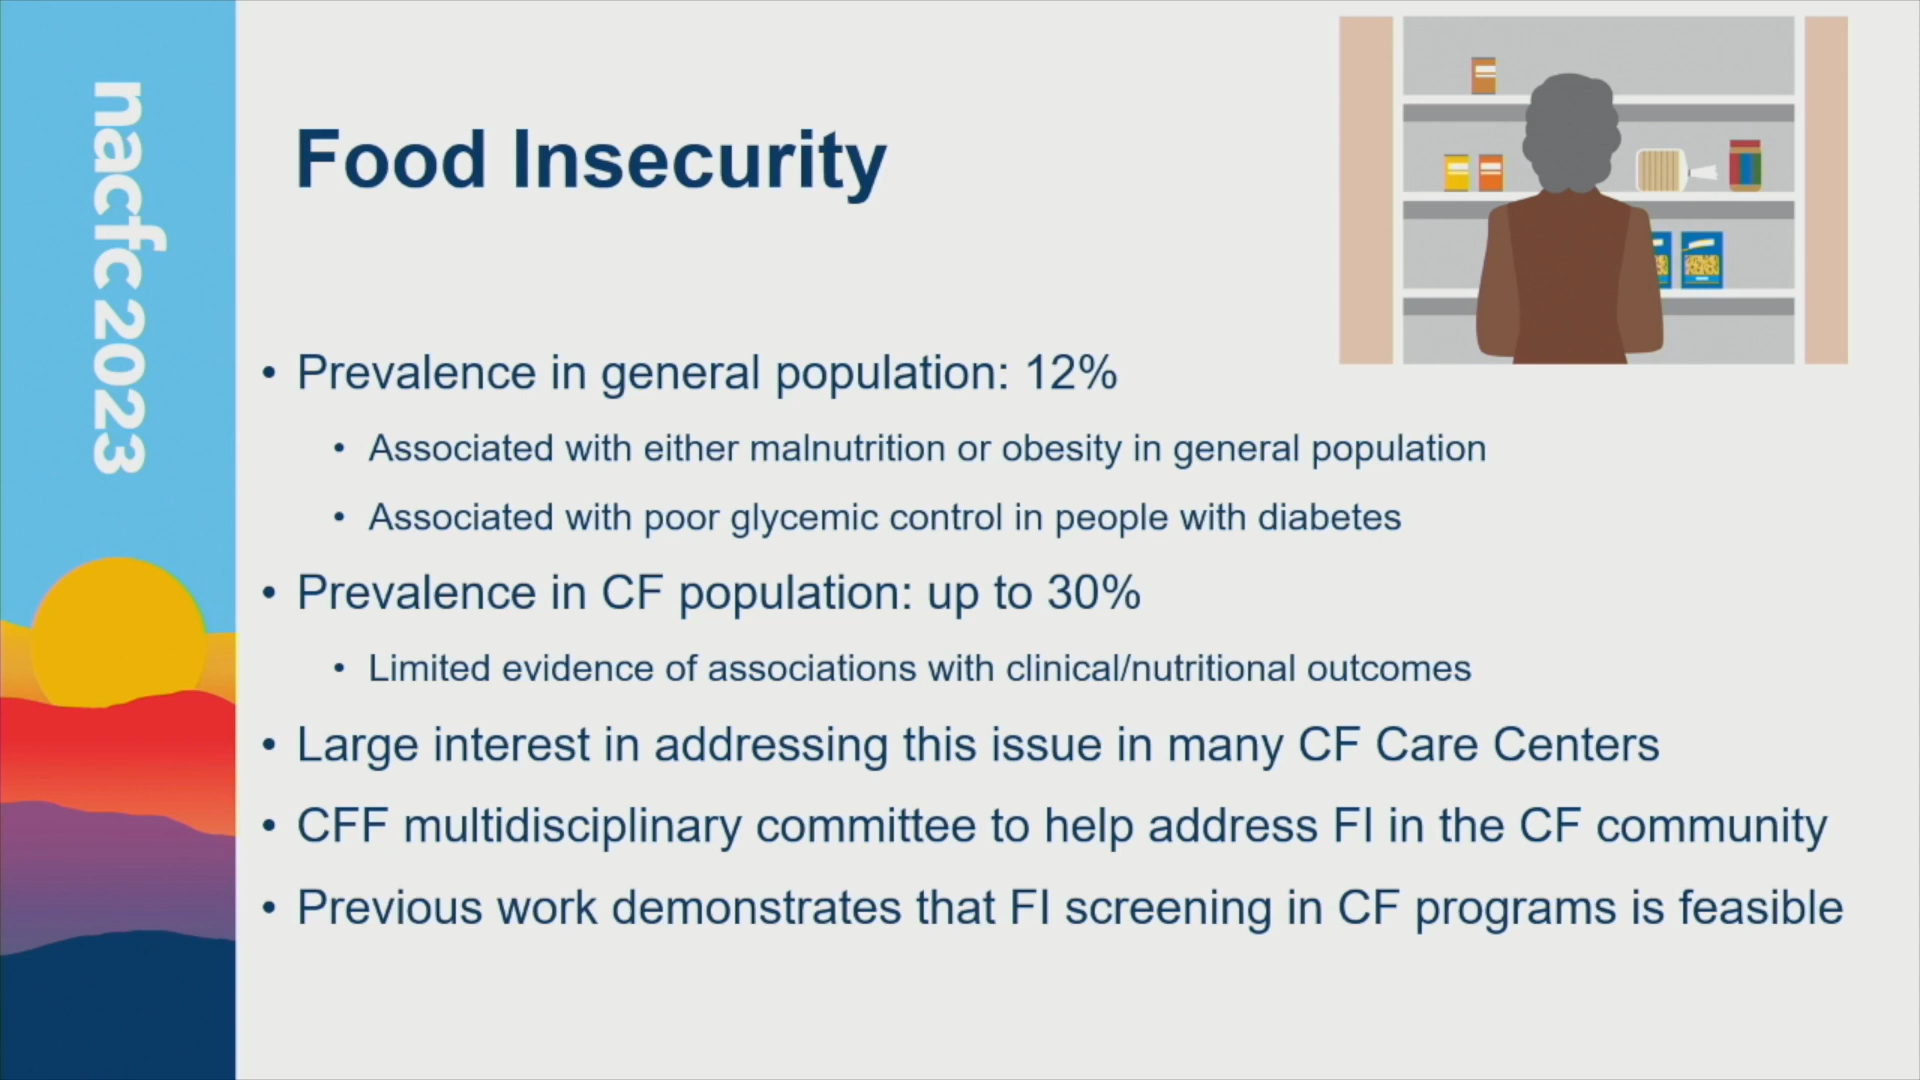 nacfc 2023
Food Insecurity
• Prevalence in general population: 12%
• Associated with either malnutrition or obesity in general population
• Associated with poor glycemic control in people with diabetes
• Prevalence in CF population: up to 30%
• Limited evidence of associations with clinical/nutritional outcomes
• Large interest in addressing this issue in many CF Care Centers
• CFF multidisciplinary committee to help address FI in the CF community
• Previous work demonstrates that FI screening in CF programs is feasible